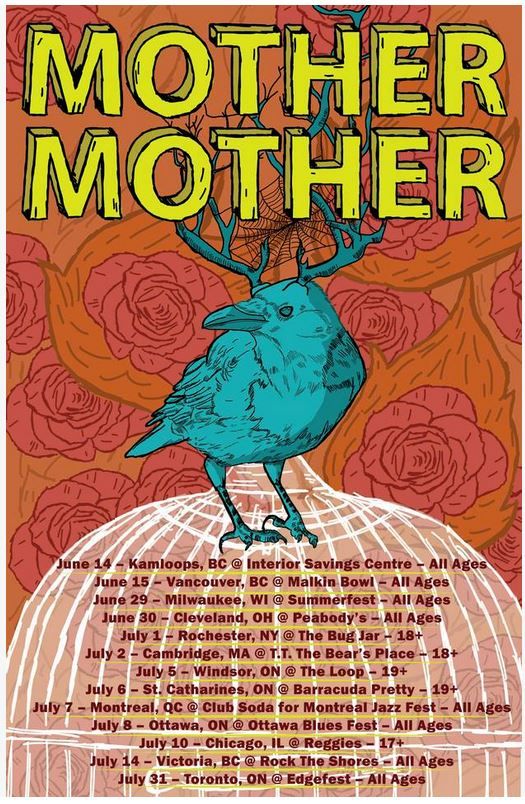 MOTHER
MOTHER
June 14 – Kamloops, BC @ Interior Savings Centre – All Ages
June 15 – Vancouver, BC @ Malkin Bowl – All Ages
June 29 – Milwaukee, WI @ Summerfest – All Ages
June 30 – Cleveland, OH @ Peabody's – All Ages
July 1 – Rochester, NY @ The Bug Jar – 18+
July 2 – Cambridge, MA @ T.T. The Bear's Place – 18+
July 5 – Windsor, ON @ The Loop – 19+
July 6 – St. Catharines, ON @ Barracuda Pretty – 19+
July 7 – Montreal, QC @ Club Soda for Montreal Jazz Fest – All Ages
July 8 – Ottawa, ON @ Ottawa Blues Fest – All Ages
July 10 – Chicago, IL @ Reggies – 17+
July 14 – Victoria, BC @ Rock The Shores – All Ages
July 31 – Toronto, ON @ Edgefest – All Ages